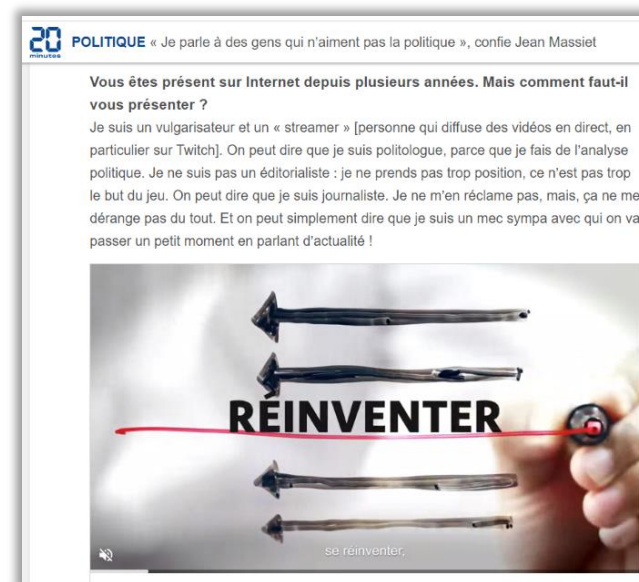 20 minutes
POLITIQUE « Je parle à des gens qui n'aiment pas la politique », confie Jean Massiet
Vous êtes présent sur Internet depuis plusieurs années. Mais comment faut-il
vous présenter ?
Je suis un vulgarisateur et un « streamer » [personne qui diffuse des vidéos en direct, en
particulier sur Twitch]. On peut dire que je suis politologue, parce que je fais de l'analyse
politique. Je ne suis pas un éditorialiste : je ne prends pas trop position, ce n'est pas trop
le but du jeu. On peut dire que je suis journaliste. Je ne m'en réclame pas, mais, ça ne me
dérange pas du tout. Et on peut simplement dire que je suis un mec sympa avec qui on va
passer un petit moment en parlant d'actualité !
RÉINVENTER
se réinventer,